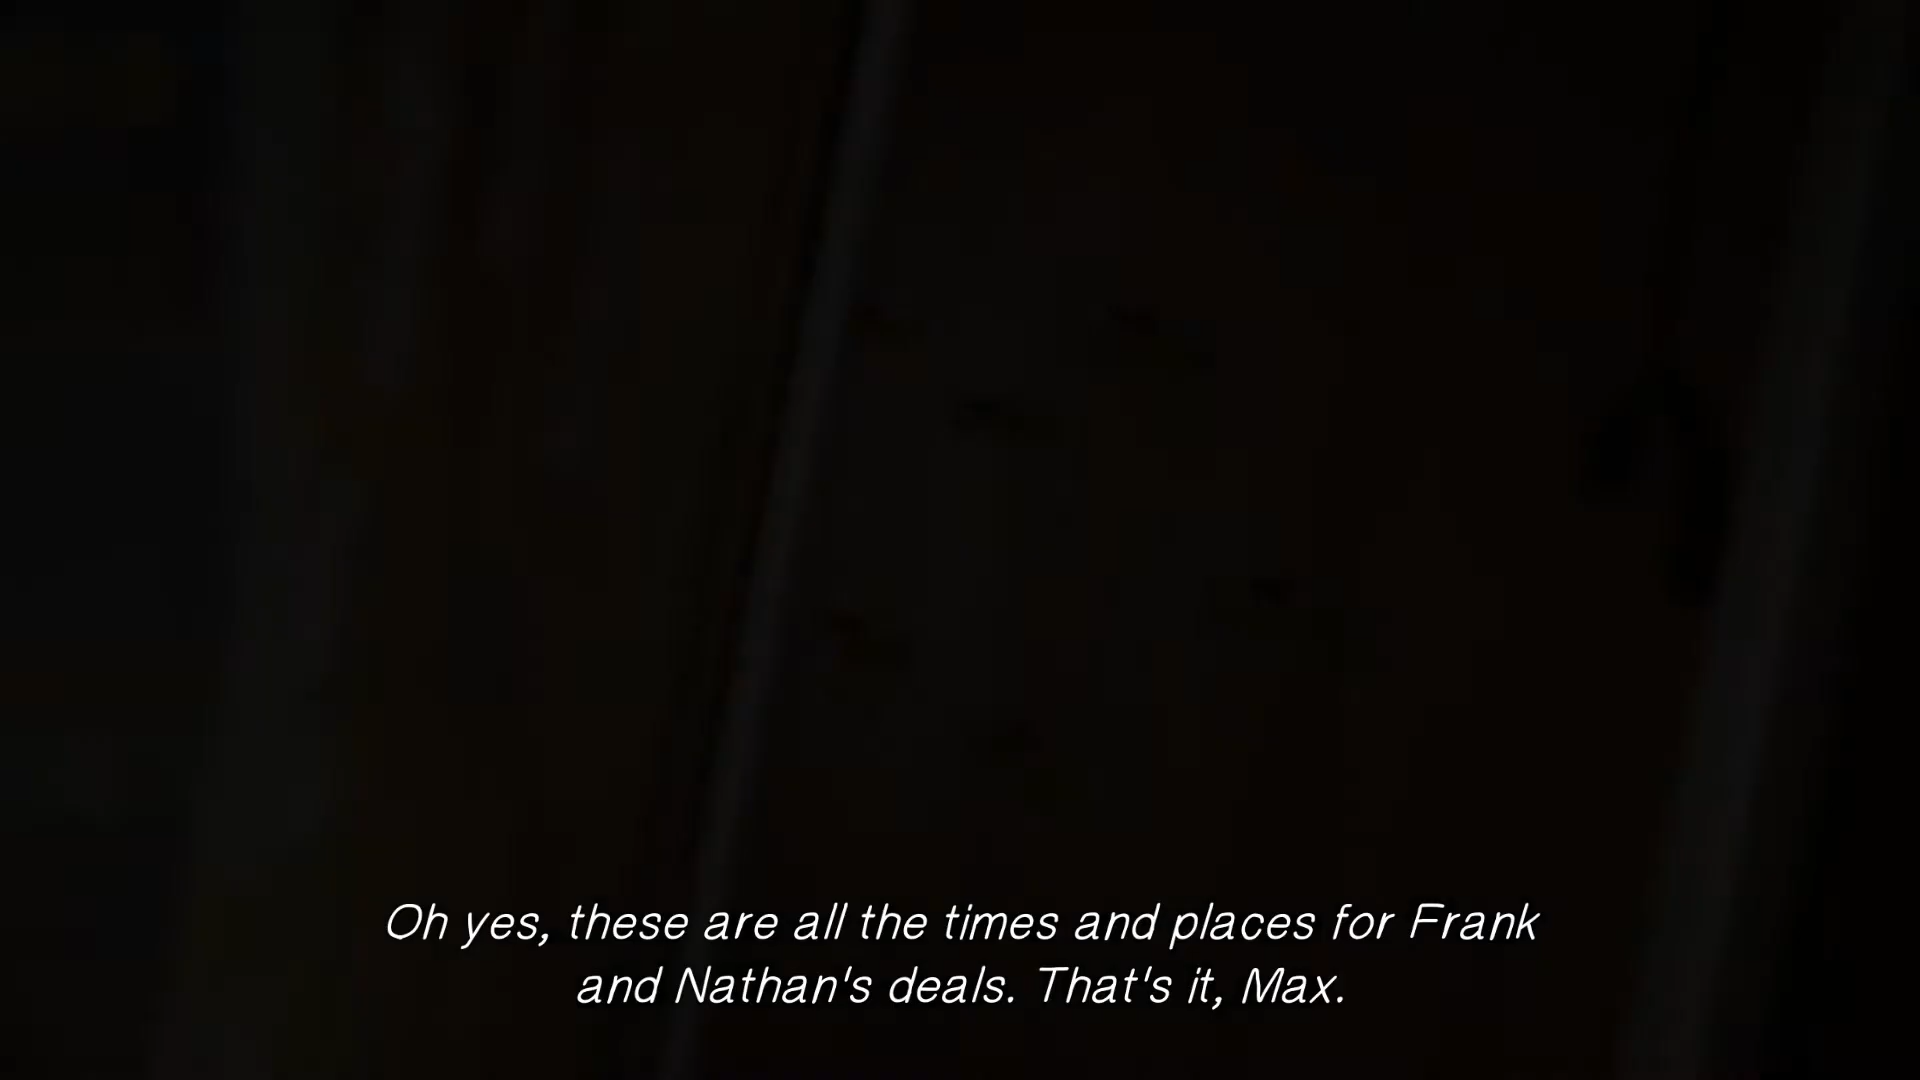 Oh yes, these are all the times and places for Frank
and Nathan's deals. That's it, Max.